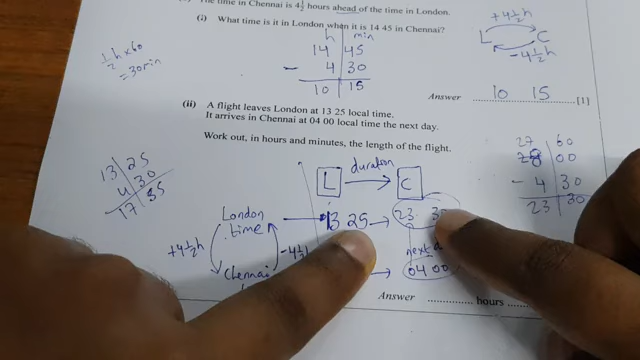 The time in Chennai is 4½ hours ahead of the time of London.
(i) What time is it in London when it is 14 45 in Chennai?
½h × 60
= 30 min
h min
14 45
− 4 30
10 15
+4½h
L C
−4½h
Answer 10 15 [1]
(ii) A flight leaves London at 13 25 local time.
It arrives in Chennai at 04 00 local time the next day.
Work out, in hours and minutes, the length of the flight.
13 25
4 30
17 55
27 60
28 00
− 4 30
23 30
duration
L → C
London time 13 25 → 23 30
+4½h −4½h
next
Chennai → 04 00
Answer .................. hours